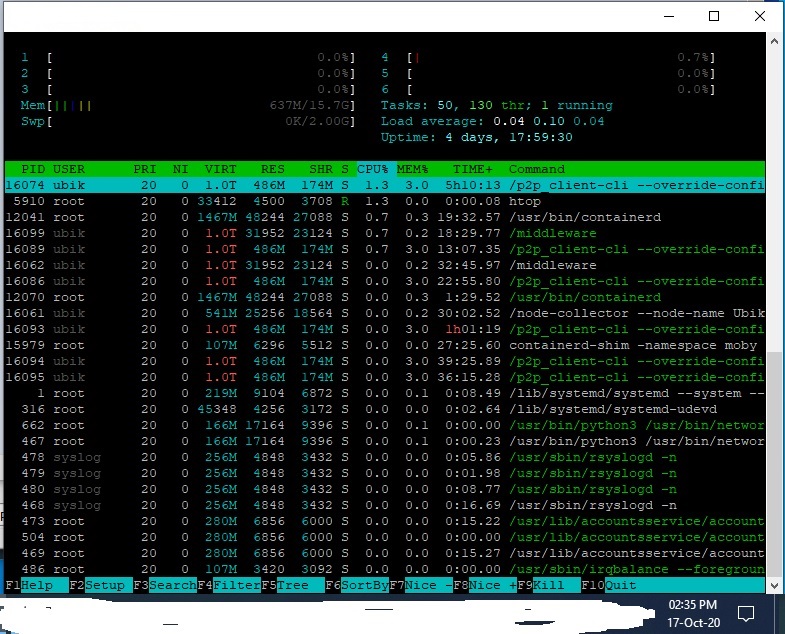 1 [ 0.0%] 4 [| 0.7%]
2 [ 0.0%] 5 [ 0.0%]
3 [ 0.0%] 6 [ 0.0%]
Mem[||||| 637M/15.7G] Tasks: 50, 130 thr; 1 running
Swp[ 0K/2.00G] Load average: 0.04 0.10 0.04
Uptime: 4 days, 17:59:30
PID USER PRI NI VIRT RES SHR S CPU% MEM% TIME+ Command
16074 ubik 20 0 1.0T 486M 174M S 1.3 3.0 5h10:13 /p2p_client-cli --override-confi
5910 root 20 0 33412 4500 3708 R 1.3 0.0 0:00.08 htop
12041 root 20 0 1467M 48244 27088 S 0.7 0.3 19:32.57 /usr/bin/containerd
16099 ubik 20 0 1.0T 31952 23124 S 0.7 0.2 18:29.77 /middleware
16089 ubik 20 0 1.0T 486M 174M S 0.7 3.0 13:07.35 /p2p_client-cli --override-confi
16062 ubik 20 0 1.0T 31952 23124 S 0.0 0.2 32:45.97 /middleware
16086 ubik 20 0 1.0T 486M 174M S 0.0 3.0 22:55.80 /p2p_client-cli --override-confi
12070 root 20 0 1467M 48244 27088 S 0.0 0.3 1:29.52 /usr/bin/containerd
16061 ubik 20 0 541M 25256 18564 S 0.0 0.2 30:02.52 /node-collector --node-name Ubik
16093 ubik 20 0 1.0T 486M 174M S 0.0 3.0 1h01:19 /p2p_client-cli --override-confi
15979 root 20 0 107M 6296 5512 S 0.0 0.0 27:25.60 containerd-shim -namespace moby
16094 ubik 20 0 1.0T 486M 174M S 0.0 3.0 39:25.89 /p2p_client-cli --override-confi
16095 ubik 20 0 1.0T 486M 174M S 0.0 3.0 36:15.28 /p2p_client-cli --override-confi
1 root 20 0 219M 9104 6872 S 0.0 0.1 0:08.49 /lib/systemd/systemd --system --
316 root 20 0 45348 4256 3172 S 0.0 0.0 0:02.64 /lib/systemd/systemd-udevd
662 root 20 0 166M 17164 9396 S 0.0 0.1 0:00.00 /usr/bin/python3 /usr/bin/networ
467 root 20 0 166M 17164 9396 S 0.0 0.1 0:00.23 /usr/bin/python3 /usr/bin/networ
478 syslog 20 0 256M 4848 3432 S 0.0 0.0 0:05.86 /usr/sbin/rsyslogd -n
479 syslog 20 0 256M 4848 3432 S 0.0 0.0 0:01.98 /usr/sbin/rsyslogd -n
480 syslog 20 0 256M 4848 3432 S 0.0 0.0 0:08.77 /usr/sbin/rsyslogd -n
468 syslog 20 0 256M 4848 3432 S 0.0 0.0 0:16.69 /usr/sbin/rsyslogd -n
473 root 20 0 280M 6856 6000 S 0.0 0.0 0:15.22 /usr/lib/accountsservice/account
504 root 20 0 280M 6856 6000 S 0.0 0.0 0:00.00 /usr/lib/accountsservice/account
469 root 20 0 280M 6856 6000 S 0.0 0.0 0:15.27 /usr/lib/accountsservice/account
486 root 20 0 107M 3420 3092 S 0.0 0.0 0:00.00 /usr/sbin/irqbalance --foregroun
F1Help F2Setup F3SearchF4FilterF5Tree F6SortByF7Nice -F8Nice +F9Kill F10Quit
02:35 PM
17-Oct-20